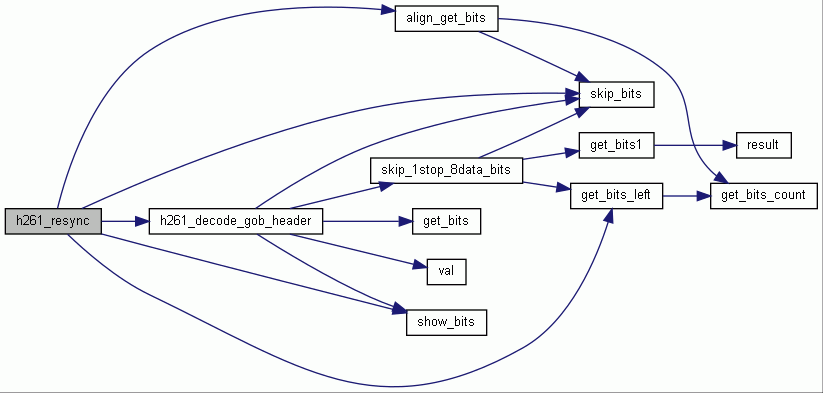 align_get_bits
skip_bits
get_bits1
result
skip_1stop_8data_bits
get_bits_left
get_bits_count
h261_resync
h261_decode_gob_header
get_bits
val
show_bits